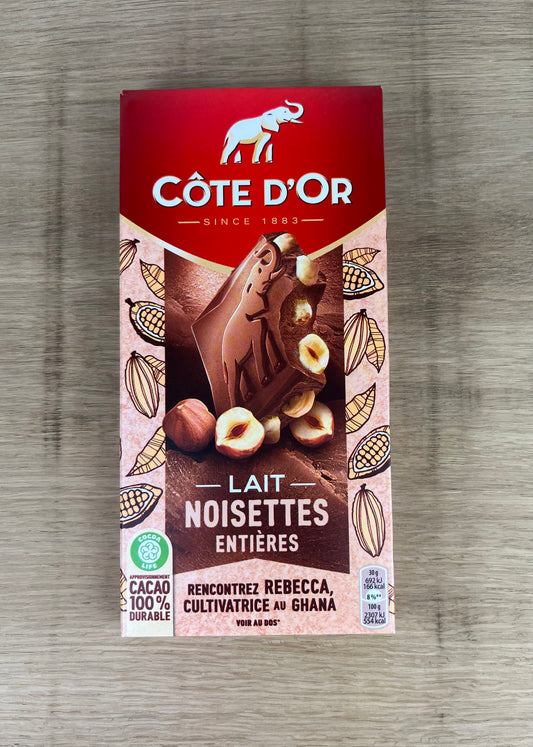 CÔTE D'OR
SINCE 1883
LAIT
NOISETTES
ENTIÈRES
COCOA
LIFE
APPROVISIONNEMENT
CACAO
100%
DURABLE
RENCONTREZ REBECCA,
CULTIVATRICE AU GHANA
VOIR AU DOS*
30 g
692 kJ
166 kcal
8 %**
100 g
2307 kJ
554 kcal